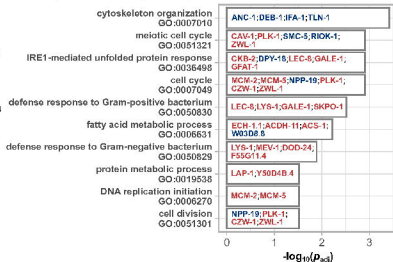 cytoskeleton organization
GO:0007010
ANC-1;DEB-1;IFA-1;TLN-1
meiotic cell cycle
GO:0051321
CAV-1;PLK-1;SMC-5;RIOK-1;
ZWL-1
IRE1-mediated unfolded protein response
GO:0036498
CKB-2;DPY-18;LEC-8;GALE-1;
GFAT-1
cell cycle
GO:0007049
MCM-2;MCM-5;NPP-19;PLK-1;
CZW-1;ZWL-1
defense response to Gram-positive bacterium
GO:0050830
LEC-8;LYS-1;GALE-1;SKPO-1
fatty acid metabolic process
GO:0006631
ECH-1.1;ACDH-11;ACS-1;
W03D8.8
defense response to Gram-negative bacterium
GO:0050829
LYS-1;MEV-1;DOD-24;
F55G11.4
protein metabolic process
GO:0019538
LAP-1;Y50D4B.4
DNA replication initiation
GO:0006270
MCM-2;MCM-5
cell division
GO:0051301
NPP-19;PLK-1;
CZW-1;ZWL-1
0 1 2 3
-log10(padj)